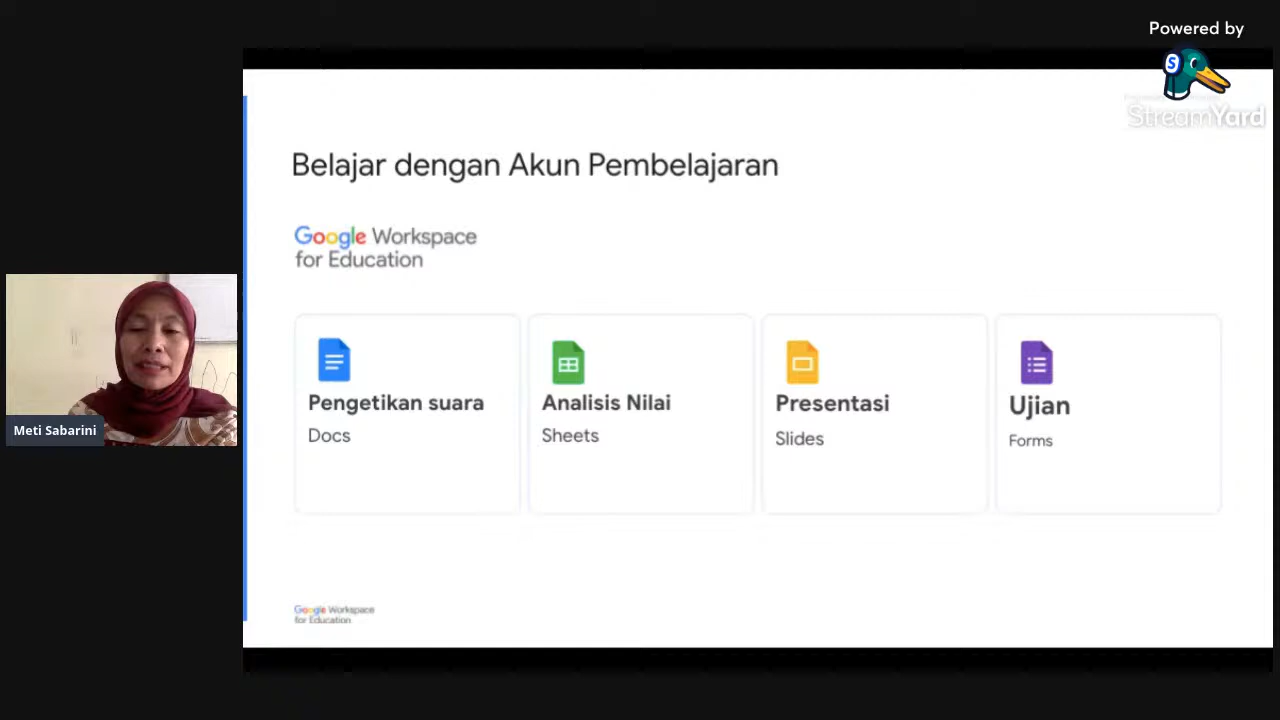 Powered by
StreamYard
Belajar dengan Akun Pembelajaran
Google Workspace
for Education
Pengetikan suara
Docs
Analisis Nilai
Sheets
Presentasi
Slides
Ujian
Forms
Meti Sabarini
Google Workspace
for Education